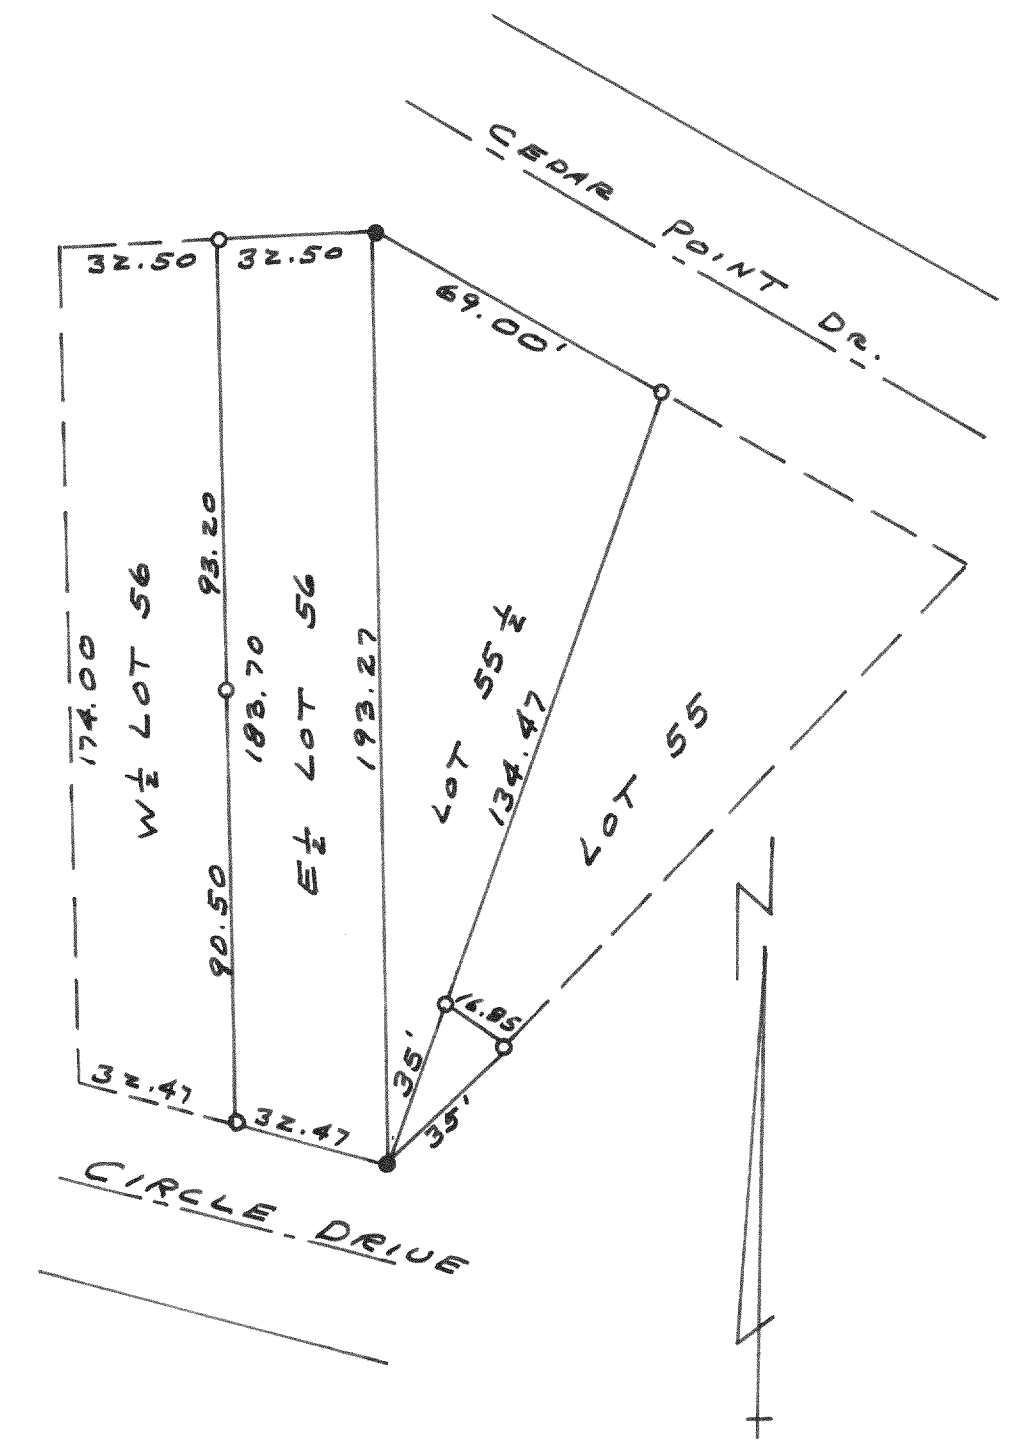 CEDAR POINT DR.
32.50
32.50
69.00'
93.20
174.00
W½ LOT 56
183.70
E½ LOT 56
193.27
LOT 55½
134.47
LOT 55
90.50
16.85
35'
35'
32.47
32.47
CIRCLE DRIVE
N